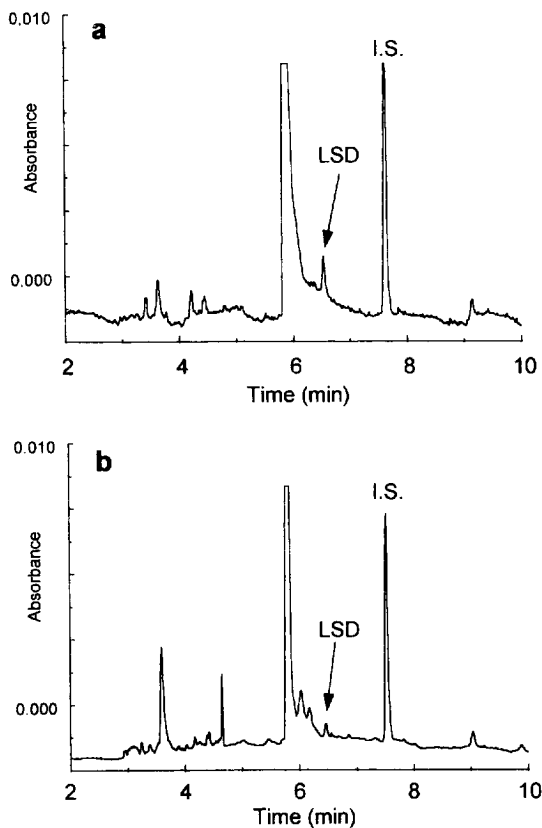 0.010
a
I.S.
LSD
Absorbance
0.000
2 4 6 8 10
Time (min)
0.010
b
I.S.
LSD
Absorbance
0.000
2 4 6 8 10
Time (min)